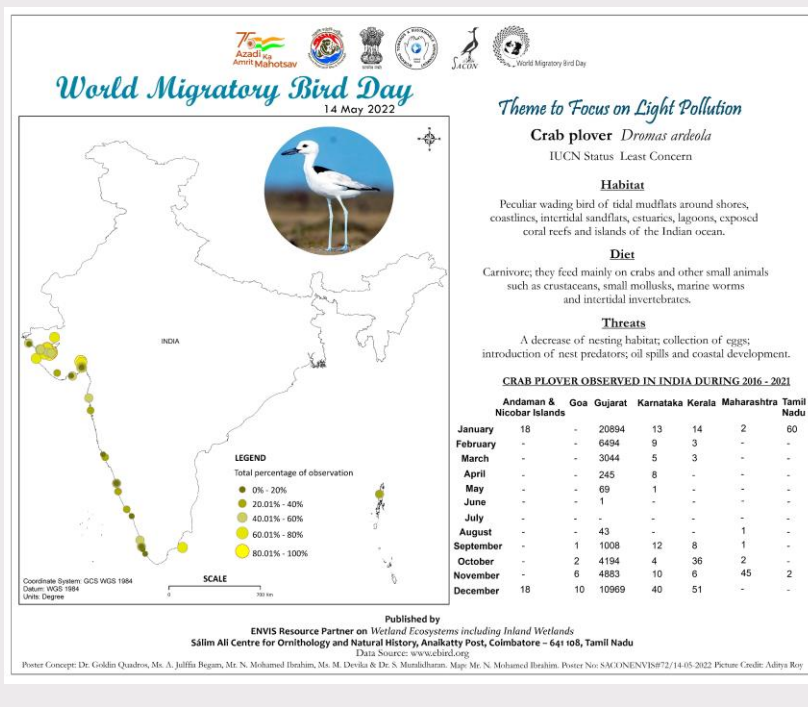 75
Azadi Ka
Amrit Mahotsav
SACON
World Migratory Bird Day
World Migratory Bird Day
14 May 2022
Theme to Focus on Light Pollution
Crab plover Dromas ardeola
IUCN Status Least Concern
Habitat
Peculiar wading bird of tidal mudflats around shores,
coastlines, intertidal sandflats, estuaries, lagoons, exposed
coral reefs and islands of the Indian ocean.
Diet
Carnivore; they feed mainly on crabs and other small animals
such as crustaceans, small mollusks, marine worms
and intertidal invertebrates.
Threats
A decrease of nesting habitat; collection of eggs;
introduction of nest predators; oil spills and coastal development.
INDIA
LEGEND
Total percentage of observation
0% - 20%
20.01% - 40%
40.01% - 60%
60.01% - 80%
80.01% - 100%
Coordinate System: GCS WGS 1984
Datum: WGS 1984
Units: Degree
SCALE
0 700 km
CRAB PLOVER OBSERVED IN INDIA DURING 2016 - 2021
Andaman & Nicobar Islands Goa Gujarat Karnataka Kerala Maharashtra Tamil Nadu
January 18 - 20894 13 14 2 60
February - - 6494 9 3 - -
March - - 3044 5 3 - -
April - - 245 8 - - -
May - - 69 1 - - -
June - - 1 - - - -
July - - - - - - -
August - - 43 - - 1 -
September - 1 1008 12 8 1 -
October - 2 4194 4 36 2 -
November - 6 4883 10 6 45 2
December 18 10 10969 40 51 - -
Published by
ENVIS Resource Partner on Wetland Ecosystems including Inland Wetlands
Sálim Ali Centre for Ornithology and Natural History, Anaikatty Post, Coimbatore – 641 108, Tamil Nadu
Data Source: www.ebird.org
Poster Concept: Dr. Goldin Quadros, Ms. A. Julffia Begam, Mr. N. Mohamed Ibrahim, Ms. M. Devika & Dr. S. Muralidharan. Map: Mr. N. Mohamed Ibrahim. Poster No: SACONENVIS#72/14-05-2022 Picture Credit: Aditya Roy